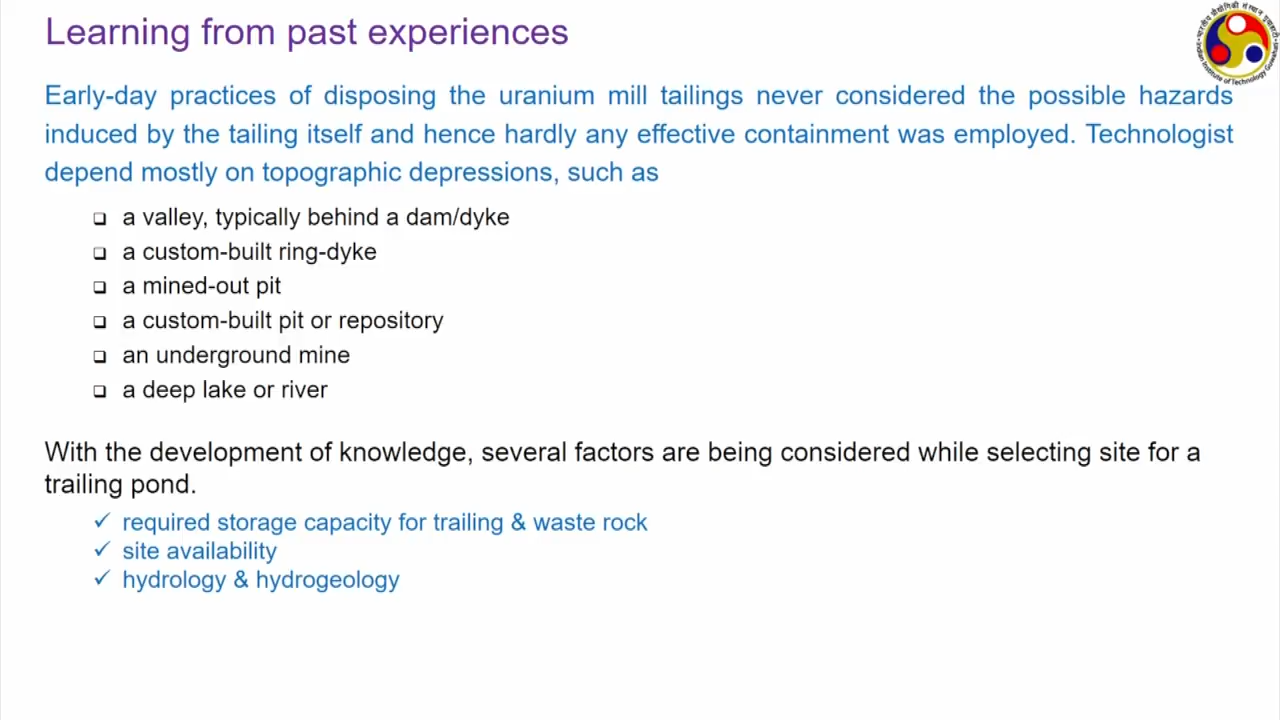 Learning from past experiences
Early-day practices of disposing the uranium mill tailings never considered the possible hazards
induced by the tailing itself and hence hardly any effective containment was employed. Technologist
depend mostly on topographic depressions, such as
a valley, typically behind a dam/dyke
a custom-built ring-dyke
a mined-out pit
a custom-built pit or repository
an underground mine
a deep lake or river
With the development of knowledge, several factors are being considered while selecting site for a
trailing pond.
required storage capacity for trailing & waste rock
site availability
hydrology & hydrogeology